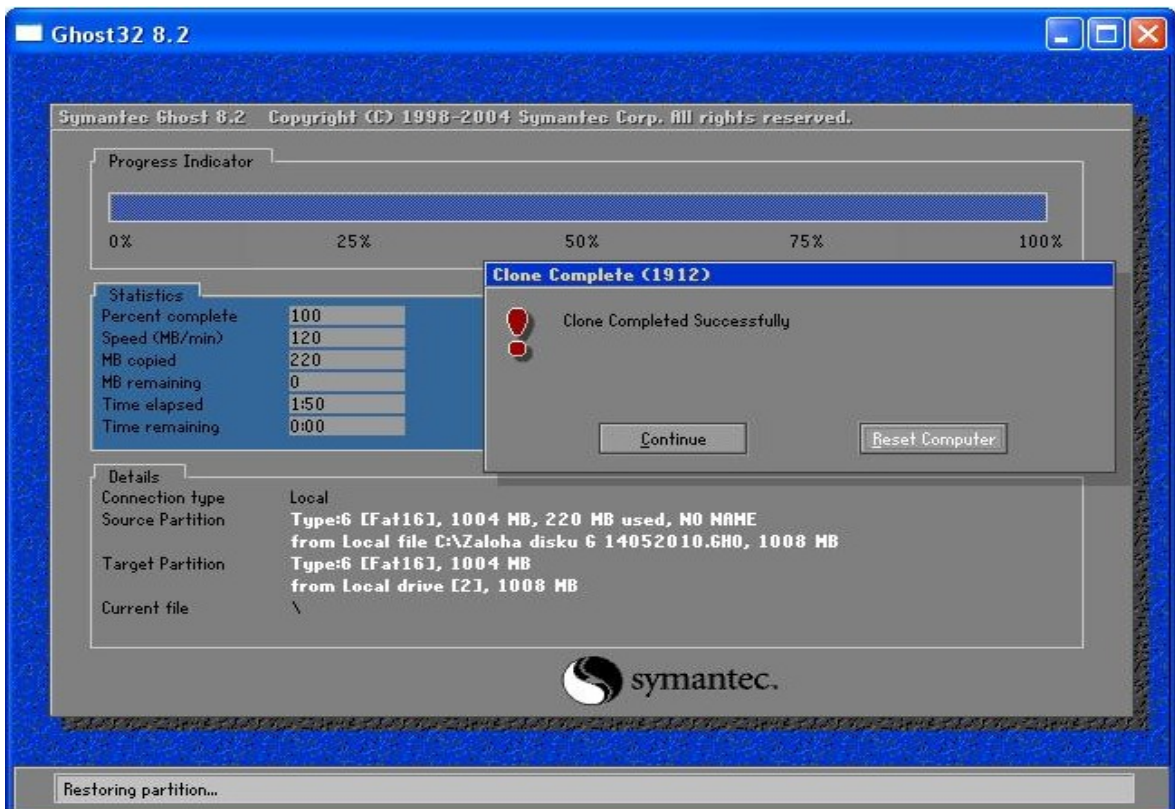 Ghost32 8.2
Symantec Ghost 8.2 Copyright (C) 1998-2004 Symantec Corp. All rights reserved.
Progress Indicator
0% 25% 50% 75% 100%
Clone Complete (1912)
Clone Completed Successfully
Continue Reset Computer
Statistics
Percent complete 100
Speed (MB/min) 120
MB copied 220
MB remaining 0
Time elapsed 1:50
Time remaining 0:00
Details
Connection type Local
Source Partition Type:6 [Fat16], 1004 MB, 220 MB used, NO NAME
from Local file C:\Zaloha disku G 14052010.GHO, 1008 MB
Target Partition Type:6 [Fat16], 1004 MB
from Local drive [2], 1008 MB
Current file \
symantec.
Restoring partition...